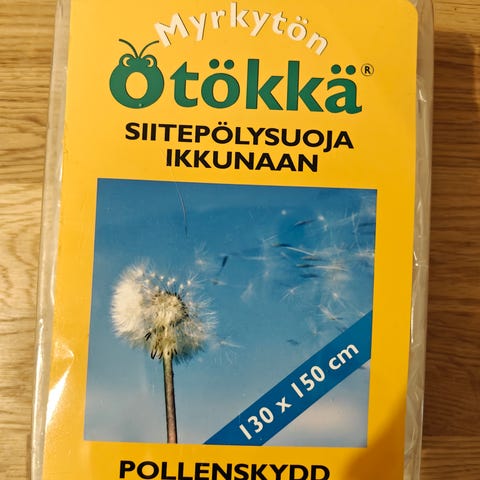 Myrkytön
Ötökkä®
SIITEPÖLYSUOJA
IKKUNAAN
130 x 150 cm
POLLENSKYDD